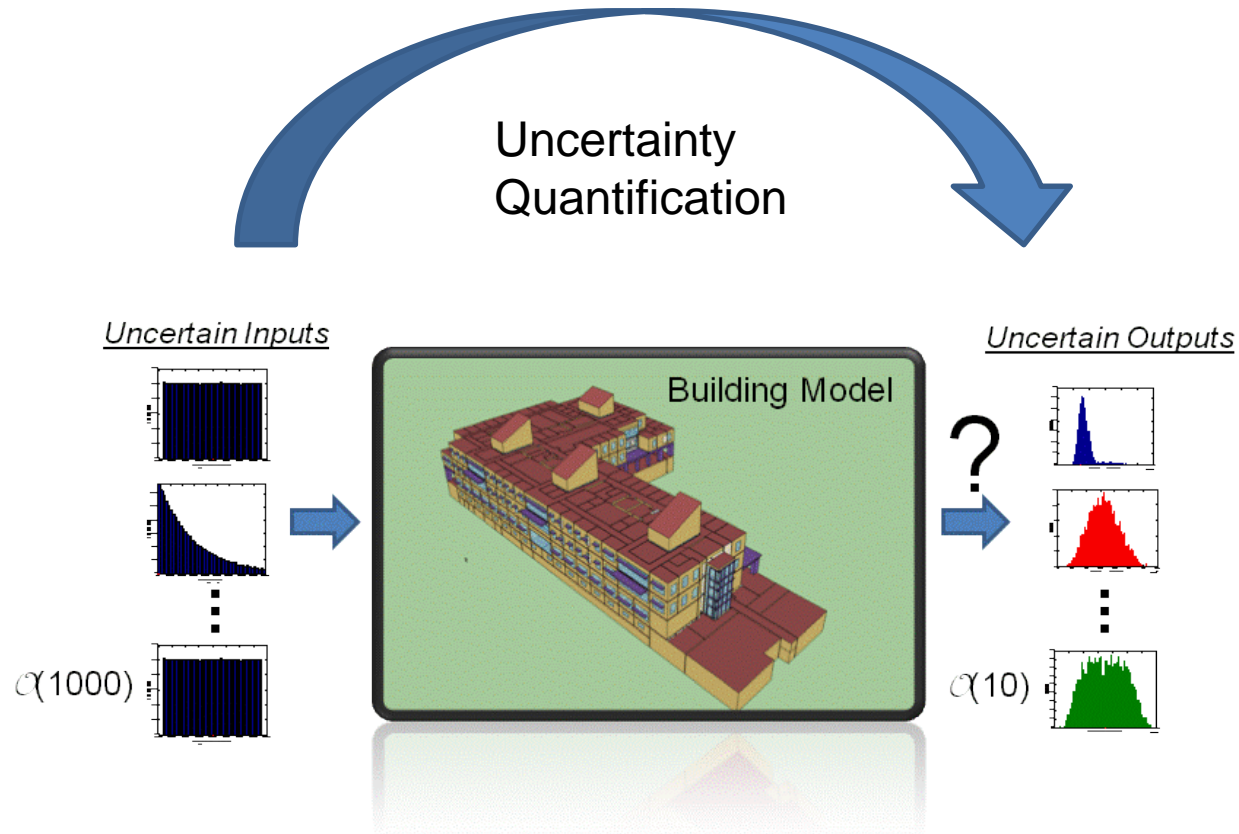 Uncertainty
Quantification
Uncertain Inputs
Uncertain Outputs
Building Model
?
𝒪(1000)
𝒪(10)